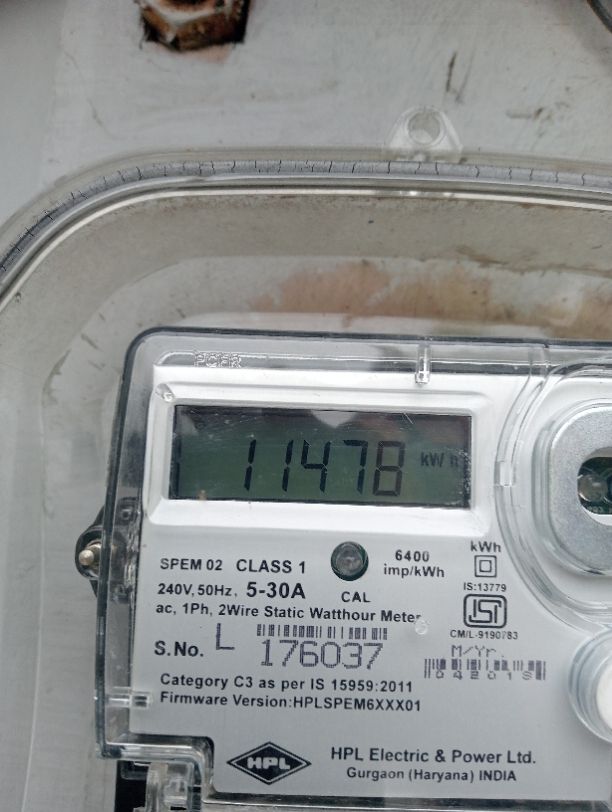 11478 kW h
SPEM 02 CLASS 1
6400
imp/kWh
kWh
240V, 50Hz, 5-30A
CAL
IS:13779
ac, 1Ph, 2Wire Static Watthour Meter
ISI
CM/L-9190783
S.No. L 176037
M/Yr.
Category C3 as per IS 15959:2011
Firmware Version:HPLSPEM6XXX01
HPL
HPL Electric & Power Ltd.
Gurgaon (Haryana) INDIA